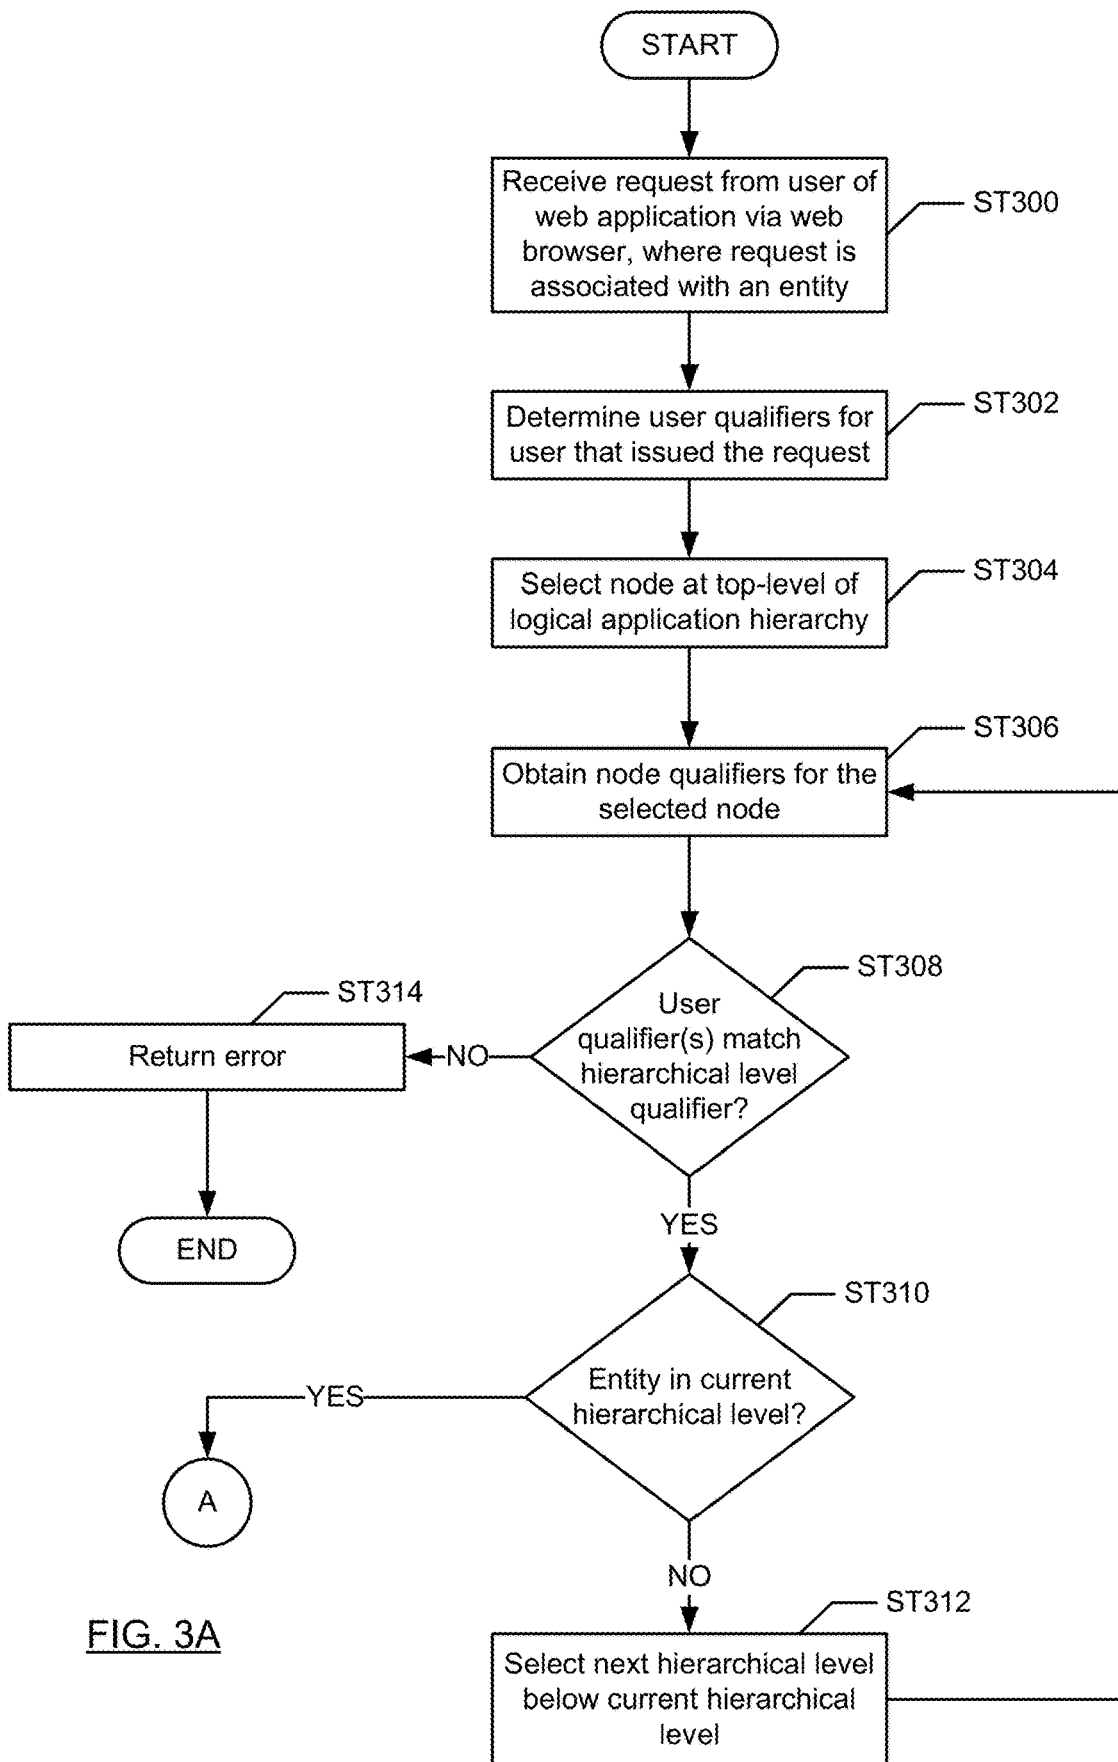 START
Receive request from user of
web application via web
browser, where request is
associated with an entity
ST300
Determine user qualifiers for
user that issued the request
ST302
Select node at top-level of
logical application hierarchy
ST304
Obtain node qualifiers for the
selected node
ST306
User
qualifier(s) match
hierarchical level
qualifier?
ST308
NO
Return error
ST314
END
YES
Entity in current
hierarchical level?
ST310
YES
A
NO
Select next hierarchical level
below current hierarchical
level
ST312
FIG. 3A